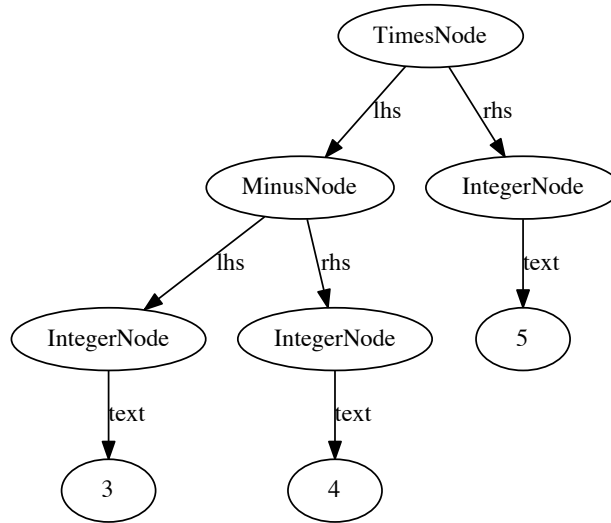 TimesNode
lhs rhs
MinusNode IntegerNode
lhs rhs text
IntegerNode IntegerNode 5
text text
3 4